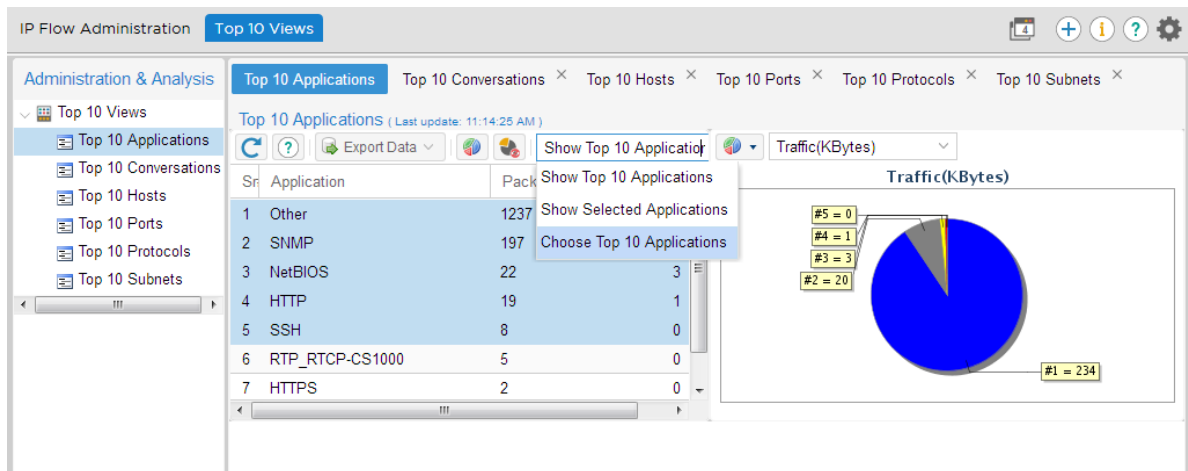 IP Flow Administration Top 10 Views
4
i ?
Administration & Analysis
Top 10 Views
Top 10 Applications
Top 10 Conversations
Top 10 Hosts
Top 10 Ports
Top 10 Protocols
Top 10 Subnets
Top 10 Applications Top 10 Conversations Top 10 Hosts Top 10 Ports Top 10 Protocols Top 10 Subnets
Top 10 Applications ( Last update: 11:14:25 AM )
? Export Data Show Top 10 Application Traffic(KBytes)
Show Top 10 Applications
Show Selected Applications
Choose Top 10 Applications
Sr Application Pack
1 Other 1237
2 SNMP 197
3 NetBIOS 22 3
4 HTTP 19 1
5 SSH 8 0
6 RTP_RTCP-CS1000 5 0
7 HTTPS 2 0
Traffic(KBytes)
#5 = 0
#4 = 1
#3 = 3
#2 = 20
#1 = 234